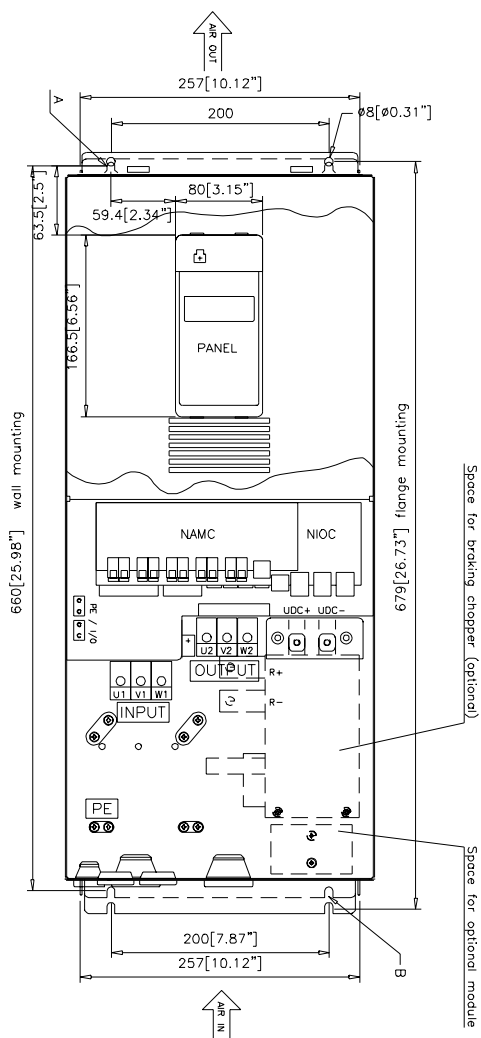 AIR OUT
257[10.12"]
200
ø8[ø0.31"]
A
63.5[2.5"]
80[3.15"]
59.4[2.34"]
166.5[6.56"]
PANEL
wall mounting
660[25.98"]
flange mounting
679[26.73"]
Space for braking chopper (optional)
NAMC
NIOC
PE / I/O
UDC+ UDC-
+
U2 V2 W2
OUTPUT
R+
R-
U1 V1 W1
INPUT
PE
Space for optional module
200[7.87"]
257[10.12"]
B
AIR IN